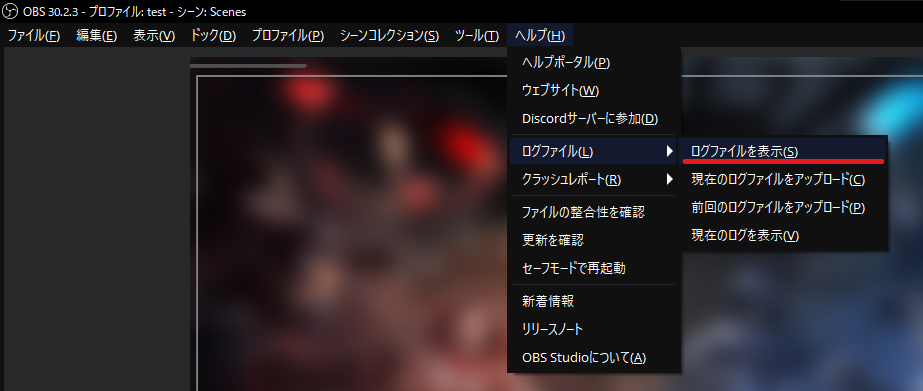 OBS 30.2.3 - プロファイル: test - シーン: Scenes
ファイル(F) 編集(E) 表示(V) ドック(D) プロファイル(P) シーンコレクション(S) ツール(T) ヘルプ(H)
ヘルプポータル(P)
ウェブサイト(W)
Discordサーバーに参加(D)
ログファイル(L)
クラッシュレポート(R)
ファイルの整合性を確認
更新を確認
セーフモードで再起動
新着情報
リリースノート
OBS Studioについて(A)
ログファイルを表示(S)
現在のログファイルをアップロード(C)
前回のログファイルをアップロード(P)
現在のログを表示(V)